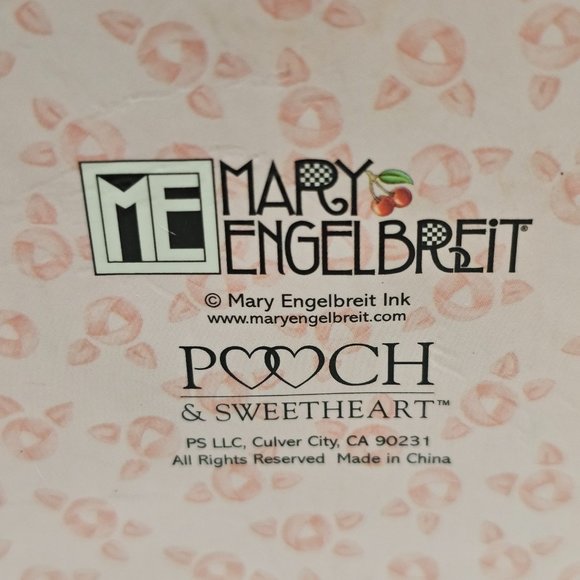 ME MARY
ENGELBREIT®
© Mary Engelbreit Ink
www.maryengelbreit.com
POOCH
& SWEETHEART™
PS LLC, Culver City, CA 90231
All Rights Reserved Made in China